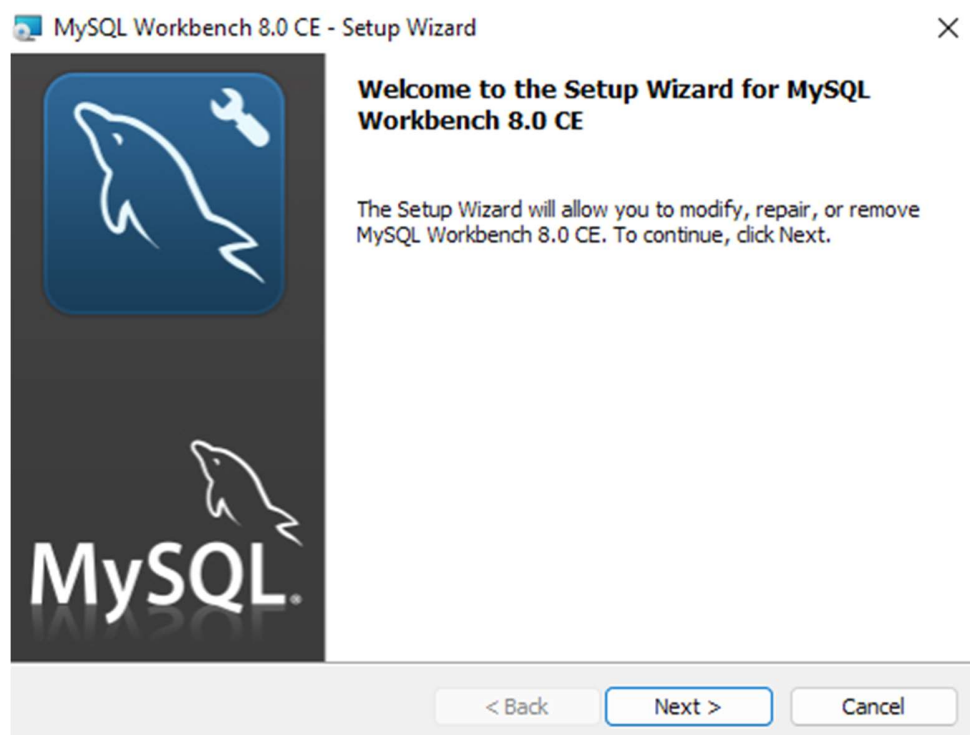 MySQL Workbench 8.0 CE - Setup Wizard
Welcome to the Setup Wizard for MySQL
Workbench 8.0 CE
The Setup Wizard will allow you to modify, repair, or remove
MySQL Workbench 8.0 CE. To continue, click Next.
MySQL®
< Back
Next >
Cancel